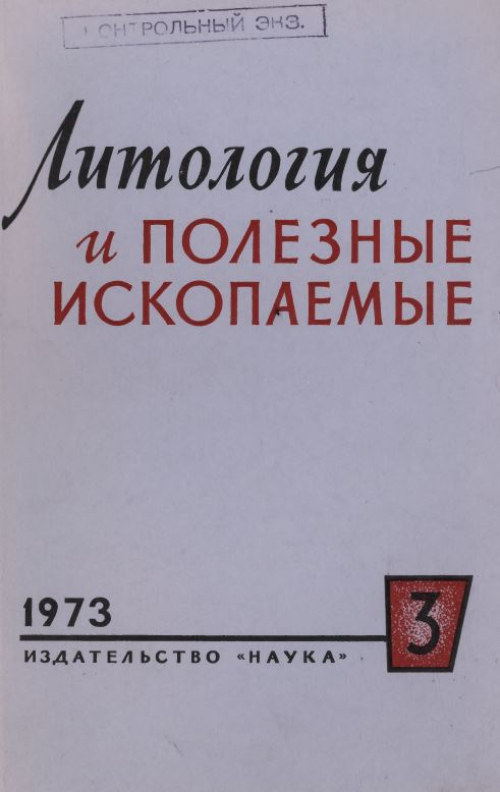 КОНТРОЛЬНЫЙ ЭКЗ.
Литология
и ПОЛЕЗНЫЕ
ИСКОПАЕМЫЕ
1973
3
ИЗДАТЕЛЬСТВО «НАУКА»